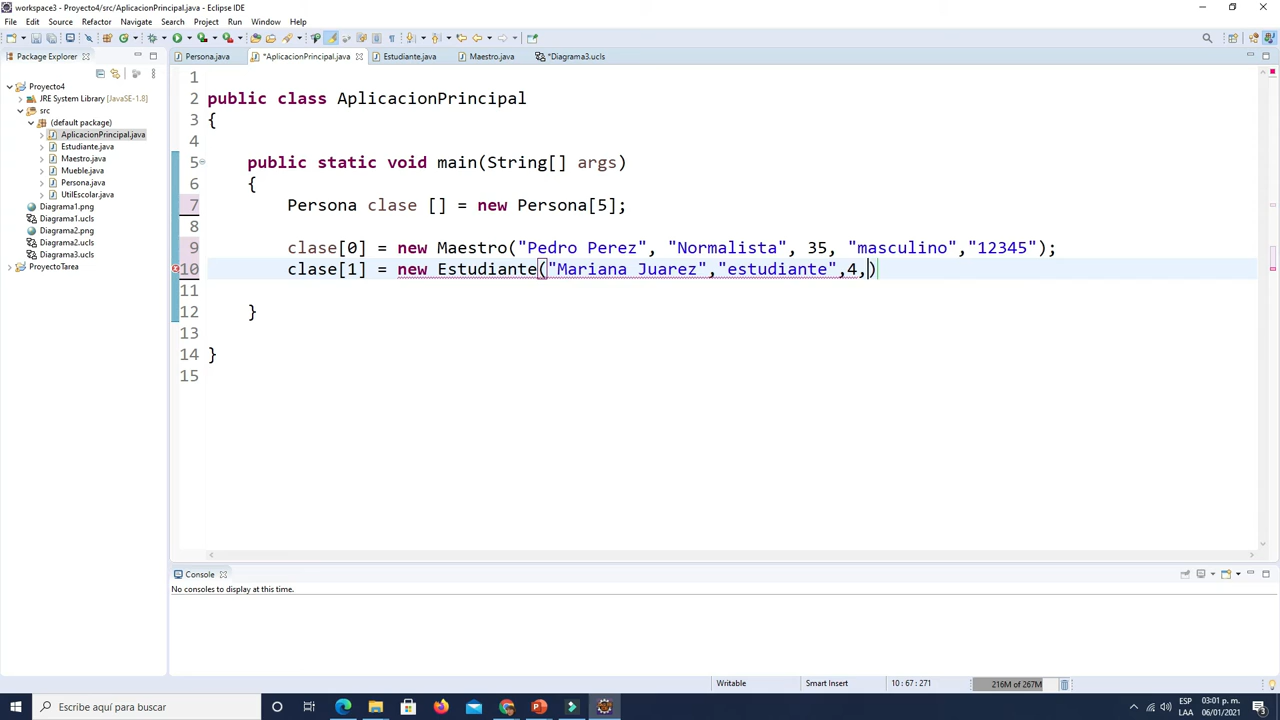 workspace3 - Proyecto4/src/AplicacionPrincipal.java - Eclipse IDE
File Edit Source Refactor Navigate Search Project Run Window Help
Package Explorer
Persona.java *AplicacionPrincipal.java Estudiante.java Maestro.java *Diagrama3.ucls
Proyecto4
JRE System Library [JavaSE-1.8]
src
(default package)
AplicacionPrincipal.java
Estudiante.java
Maestro.java
Mueble.java
Persona.java
UtilEscolar.java
Diagrama1.png
Diagrama1.ucls
Diagrama2.png
Diagrama2.ucls
Diagrama3.ucls
ProyectoTarea
1
2 public class AplicacionPrincipal
3 {
4
5 public static void main(String[] args)
6 {
7 Persona clase [] = new Persona[5];
8
9 clase[0] = new Maestro("Pedro Perez", "Normalista", 35, "masculino","12345");
10 clase[1] = new Estudiante("Mariana Juarez","estudiante",4,)
11
12 }
13
14 }
15
Console
No consoles to display at this time.
Writable Smart Insert 10 : 67 : 271 216M of 267M
Escribe aquí para buscar
ESP 03:01 p. m.
LAA 06/01/2021
3